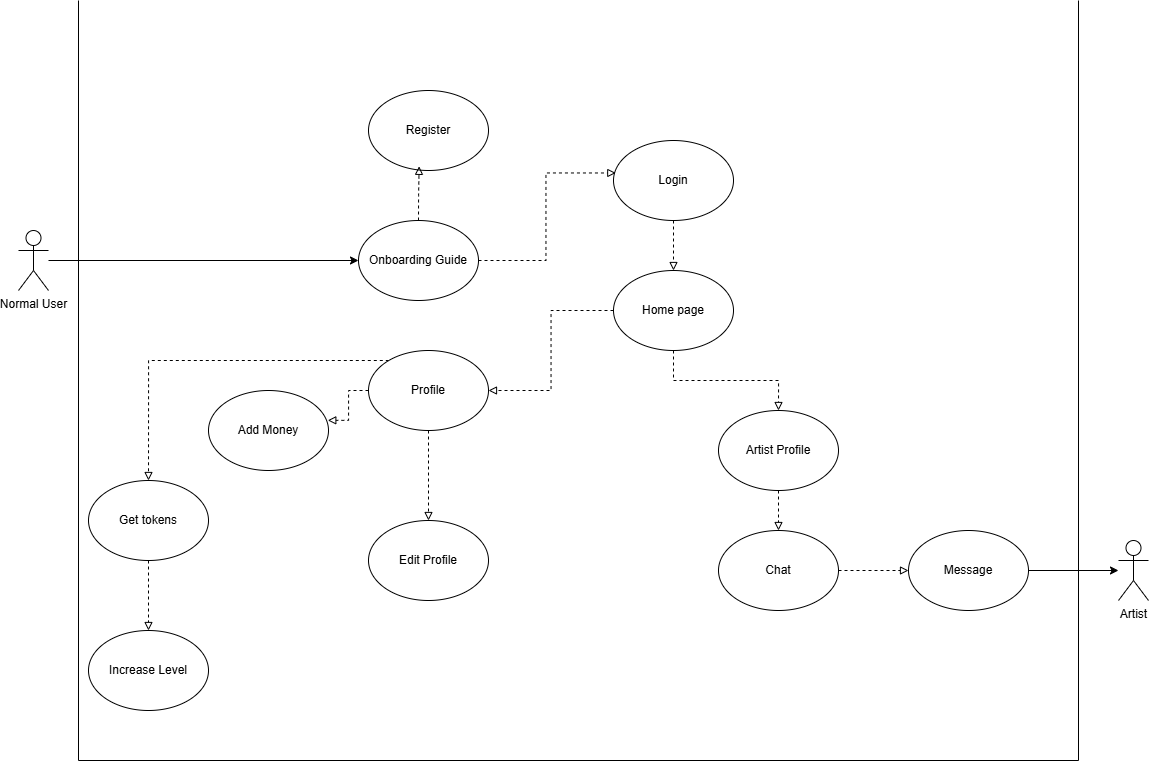 Register
Login
Onboarding Guide
Normal User
Home page
Profile
Add Money
Artist Profile
Get tokens
Edit Profile
Chat
Message
Artist
Increase Level